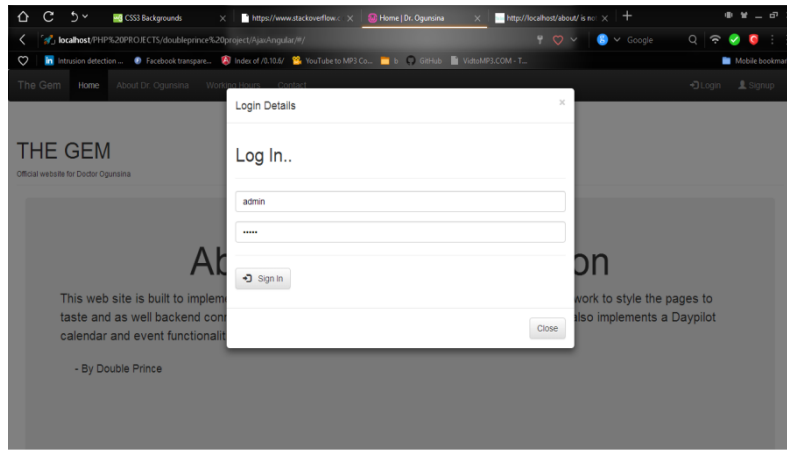 CSS3 Backgrounds
https://www.stackoverflow.c
Home | Dr. Ogunsina
http://localhost/about/ is not
localhost/PHP%20PROJECTS/doubleprince%20project/AjaxAngular/#/
Google
Intrusion detection ...
Facebook transpare...
Index of /0.10.6/
YouTube to MP3 Co...
b
GitHub
VidtoMP3.COM - T...
Mobile bookmar
The Gem
Home
About Dr. Ogunsina
Working Hours
Contact
Login
Signup
Login Details
×
THE GEM
Official website for Doctor Ogunsina
Log In..
admin
•••••
Sign In
Close
Ab
on
This web site is built to implem
work to style the pages to
taste and as well backend con
also implements a Daypilot
calendar and event functionalit
- By Double Prince